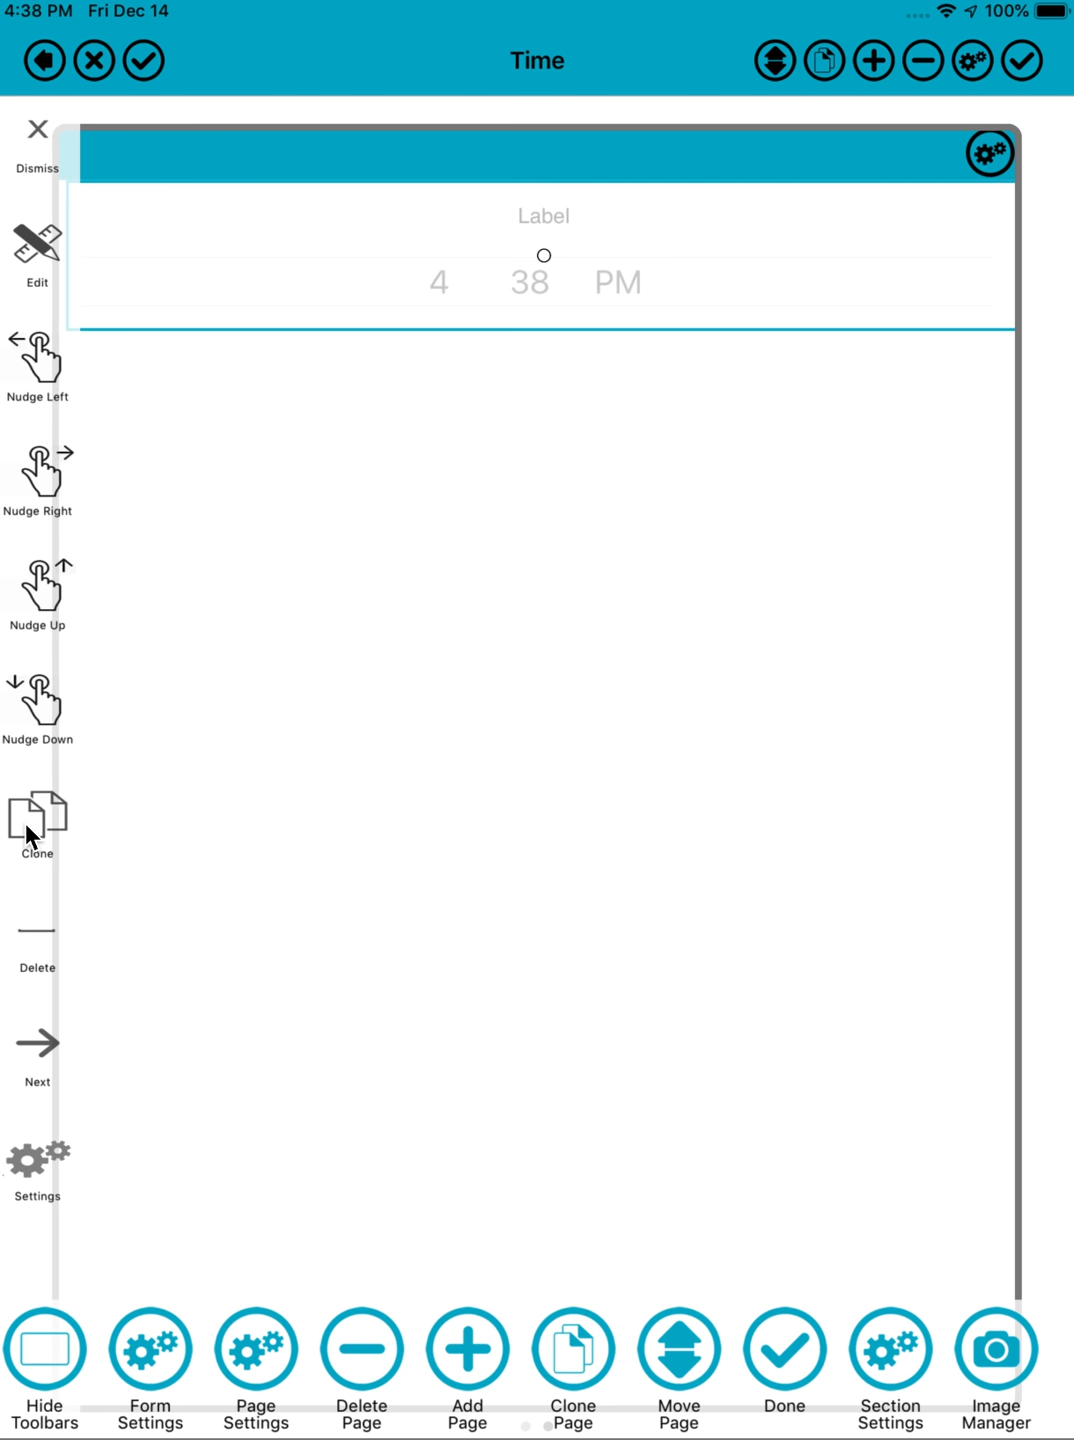 4:38 PM Fri Dec 14
100%
Time
Dismiss
Label
Edit
4 38 PM
Nudge Left
Nudge Right
Nudge Up
Nudge Down
Clone
Delete
Next
Settings
Hide
Toolbars
Form
Settings
Page
Settings
Delete
Page
Add
Page
Clone
Page
Move
Page
Done
Section
Settings
Image
Manager